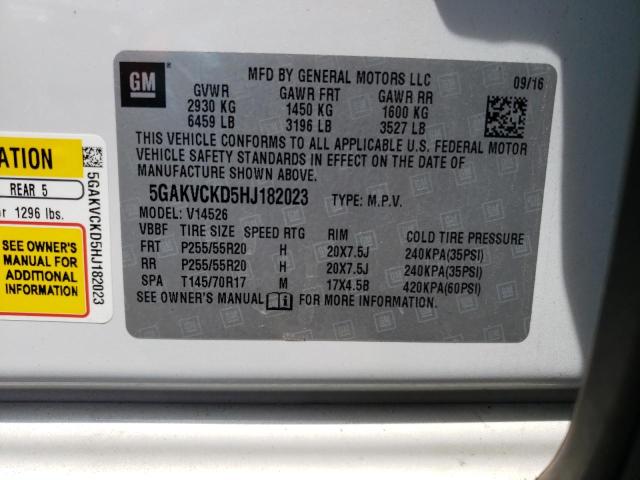 GM
MFD BY GENERAL MOTORS LLC
09/16
GVWR GAWR FRT GAWR RR
2930 KG 1450 KG 1600 KG
6459 LB 3196 LB 3527 LB
THIS VEHICLE CONFORMS TO ALL APPLICABLE U.S. FEDERAL MOTOR
VEHICLE SAFETY STANDARDS IN EFFECT ON THE DATE OF
MANUFACTURE SHOWN ABOVE.
5GAKVCKD5HJ182023 TYPE: M.P.V.
MODEL: V14526
VBBF TIRE SIZE SPEED RTG RIM COLD TIRE PRESSURE
FRT P255/55R20 H 20X7.5J 240KPA(35PSI)
RR P255/55R20 H 20X7.5J 240KPA(35PSI)
SPA T145/70R17 M 17X4.5B 420KPA(60PSI)
SEE OWNER'S MANUAL FOR MORE INFORMATION.
ATION
REAR 5
or 1296 lbs.
SEE OWNER'S
MANUAL FOR
ADDITIONAL
INFORMATION
5GAKVCKD5HJ182023